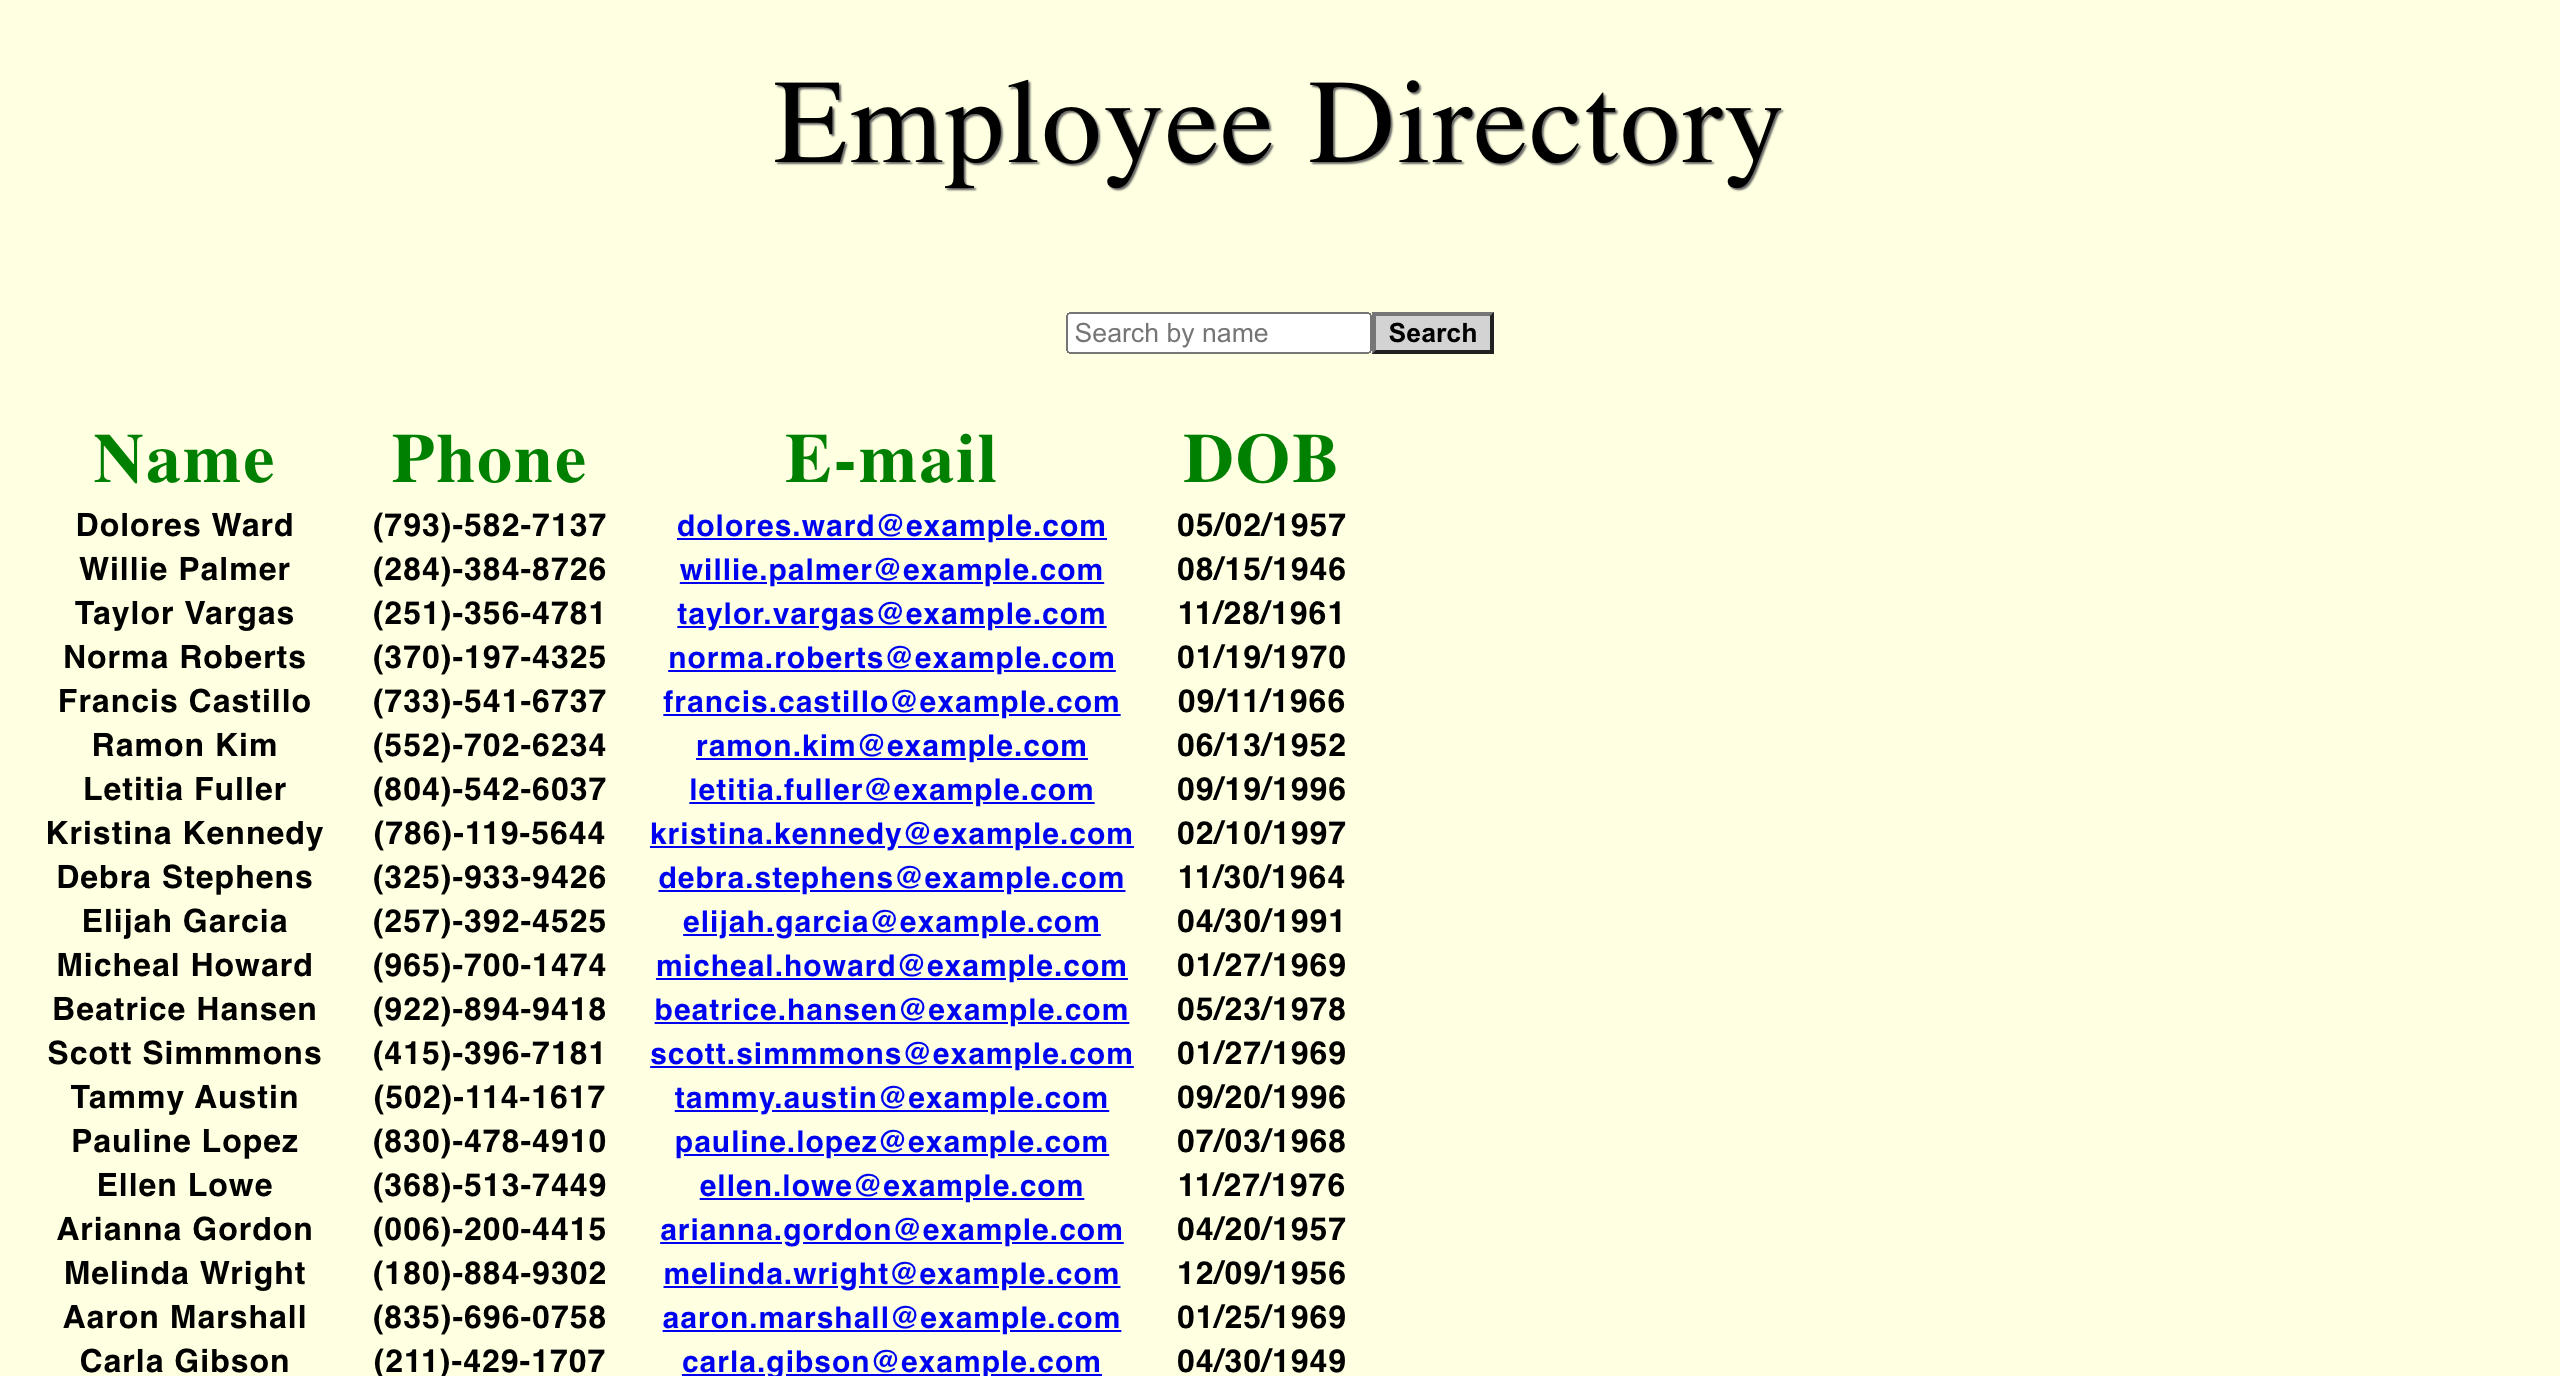 Employee Directory
Search by name Search
Name Phone E-mail DOB
Dolores Ward (793)-582-7137 dolores.ward@example.com 05/02/1957
Willie Palmer (284)-384-8726 willie.palmer@example.com 08/15/1946
Taylor Vargas (251)-356-4781 taylor.vargas@example.com 11/28/1961
Norma Roberts (370)-197-4325 norma.roberts@example.com 01/19/1970
Francis Castillo (733)-541-6737 francis.castillo@example.com 09/11/1966
Ramon Kim (552)-702-6234 ramon.kim@example.com 06/13/1952
Letitia Fuller (804)-542-6037 letitia.fuller@example.com 09/19/1996
Kristina Kennedy (786)-119-5644 kristina.kennedy@example.com 02/10/1997
Debra Stephens (325)-933-9426 debra.stephens@example.com 11/30/1964
Elijah Garcia (257)-392-4525 elijah.garcia@example.com 04/30/1991
Micheal Howard (965)-700-1474 micheal.howard@example.com 01/27/1969
Beatrice Hansen (922)-894-9418 beatrice.hansen@example.com 05/23/1978
Scott Simmmons (415)-396-7181 scott.simmmons@example.com 01/27/1969
Tammy Austin (502)-114-1617 tammy.austin@example.com 09/20/1996
Pauline Lopez (830)-478-4910 pauline.lopez@example.com 07/03/1968
Ellen Lowe (368)-513-7449 ellen.lowe@example.com 11/27/1976
Arianna Gordon (006)-200-4415 arianna.gordon@example.com 04/20/1957
Melinda Wright (180)-884-9302 melinda.wright@example.com 12/09/1956
Aaron Marshall (835)-696-0758 aaron.marshall@example.com 01/25/1969
Carla Gibson (211)-429-1707 carla.gibson@example.com 04/30/1949